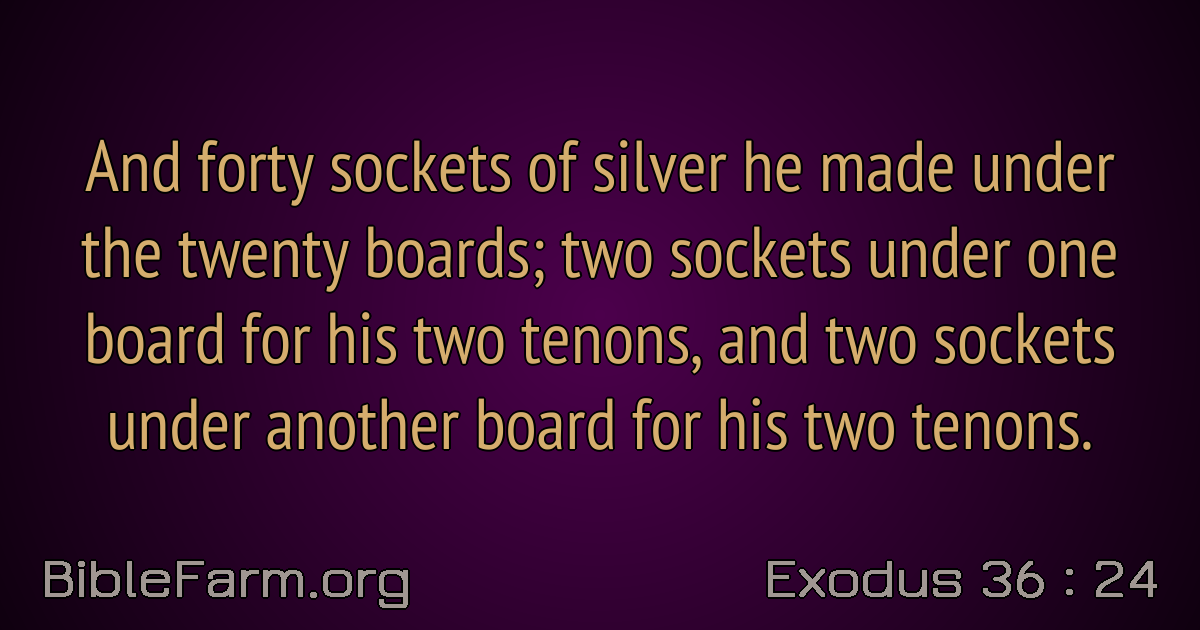 And forty sockets of silver he made under
the twenty boards; two sockets under one
board for his two tenons, and two sockets
under another board for his two tenons.
BibleFarm.org
Exodus 36 : 24